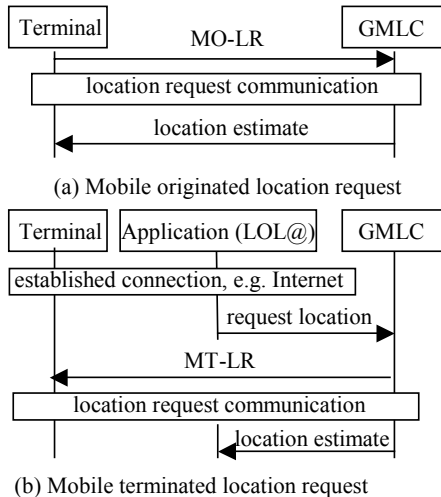 Terminal GMLC
MO-LR
location request communication
location estimate
(a) Mobile originated location request
Terminal Application (LOL@) GMLC
established connection, e.g. Internet
request location
MT-LR
location request communication
location estimate
(b) Mobile terminated location request